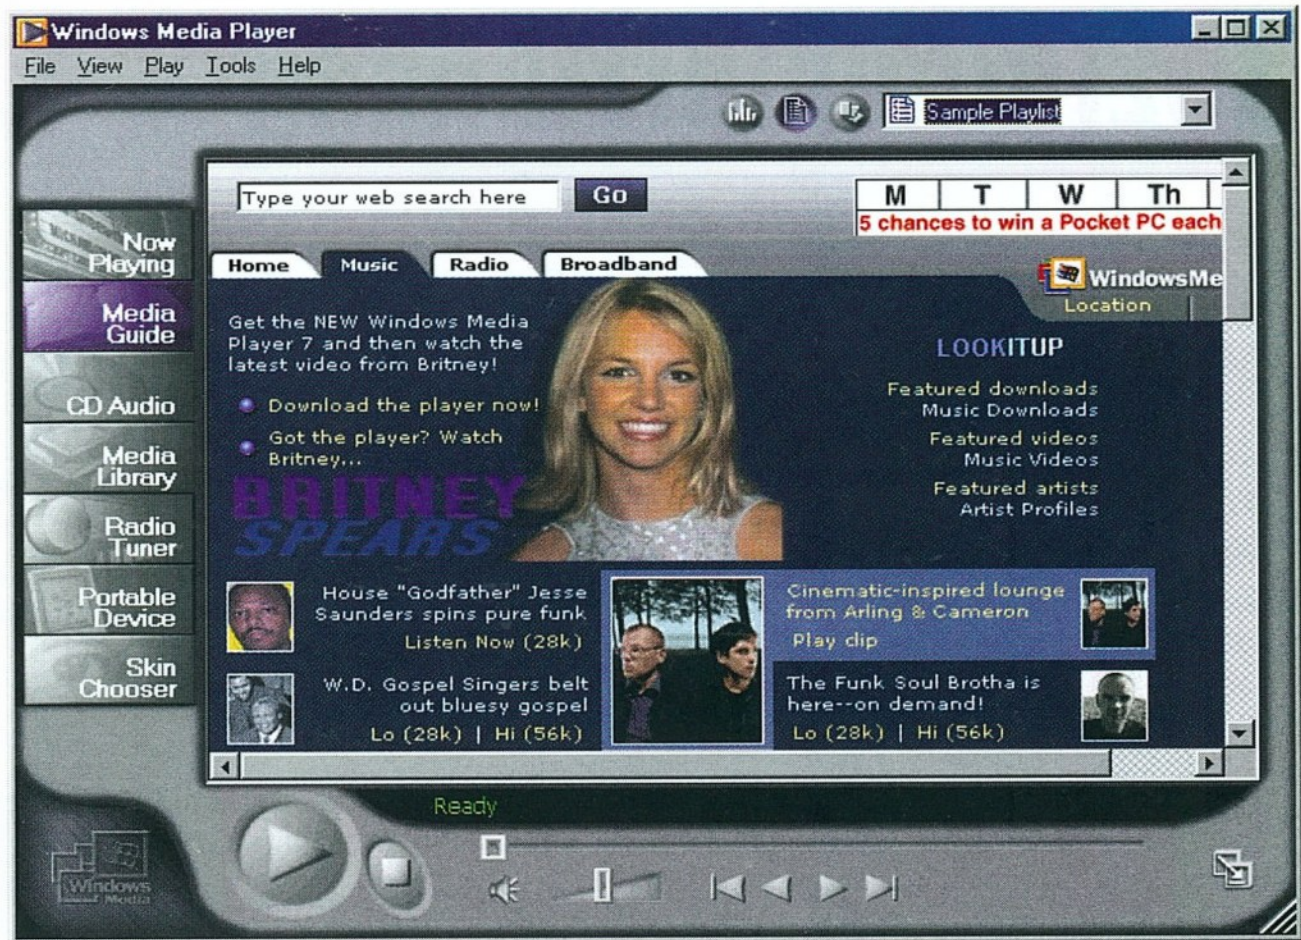 Windows Media Player
File View Play Tools Help
Sample Playlist
Type your web search here Go
M T W Th
5 chances to win a Pocket PC each
Now
Playing
Media
Guide
CD Audio
Media
Library
Radio
Tuner
Portable
Device
Skin
Chooser
Home Music Radio Broadband
WindowsMe
Location
Get the NEW Windows Media
Player 7 and then watch the
latest video from Britney!
Download the player now!
Got the player? Watch
Britney...
BRITNEY
SPEARS
LOOKITUP
Featured downloads
Music Downloads
Featured videos
Music Videos
Featured artists
Artist Profiles
House "Godfather" Jesse
Saunders spins pure funk
Listen Now (28k)
W.D. Gospel Singers belt
out bluesy gospel
Lo (28k) | Hi (56k)
Cinematic-inspired lounge
from Arling & Cameron
Play clip
The Funk Soul Brotha is
here--on demand!
Lo (28k) | Hi (56k)
Ready
Windows
Media